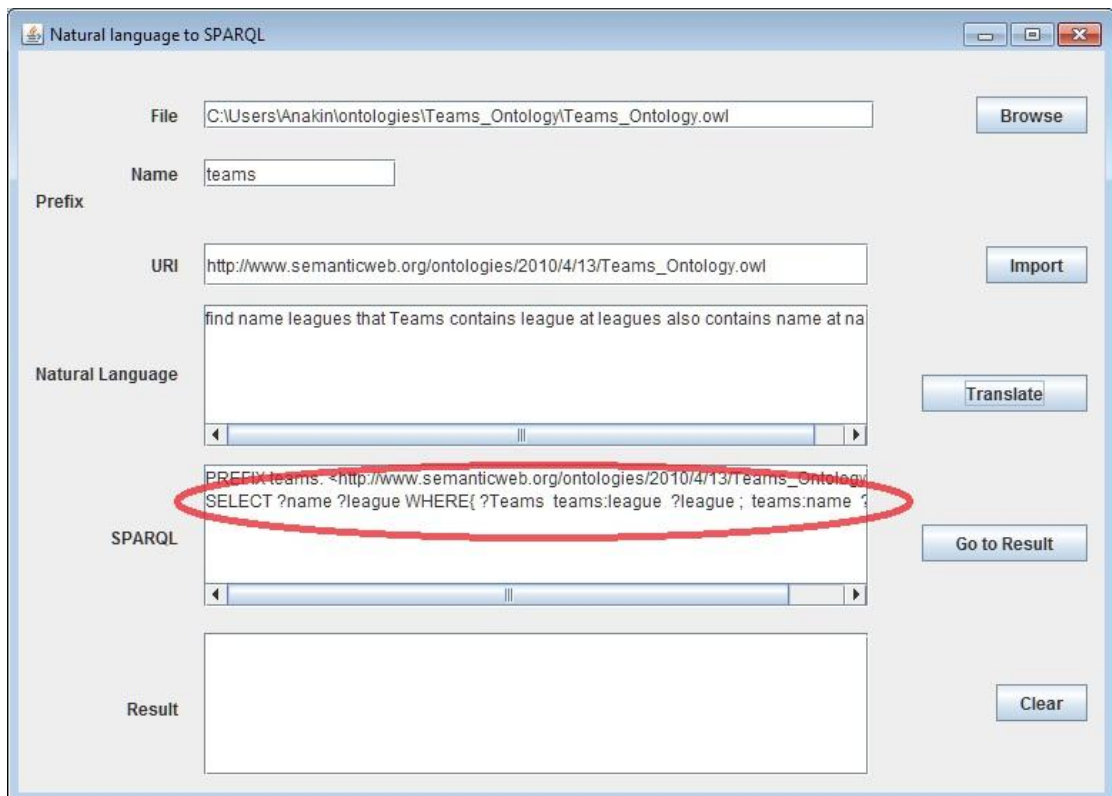 Natural language to SPARQL
File C:\Users\Anakin\ontologies\Teams_Ontology\Teams_Ontology.owl Browse
Name teams
Prefix
URI http://www.semanticweb.org/ontologies/2010/4/13/Teams_Ontology.owl Import
find name leagues that Teams contains league at leagues also contains name at na
Natural Language
Translate
PREFIX teams: <http://www.semanticweb.org/ontologies/2010/4/13/Teams_Ontology
SELECT ?name ?league WHERE{ ?Teams teams:league ?league ; teams:name ?
SPARQL Go to Result
Result Clear